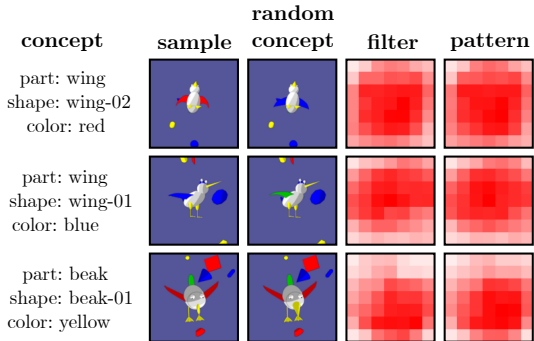 concept sample random concept filter pattern
part: wing
shape: wing-02
color: red
part: wing
shape: wing-01
color: blue
part: beak
shape: beak-01
color: yellow